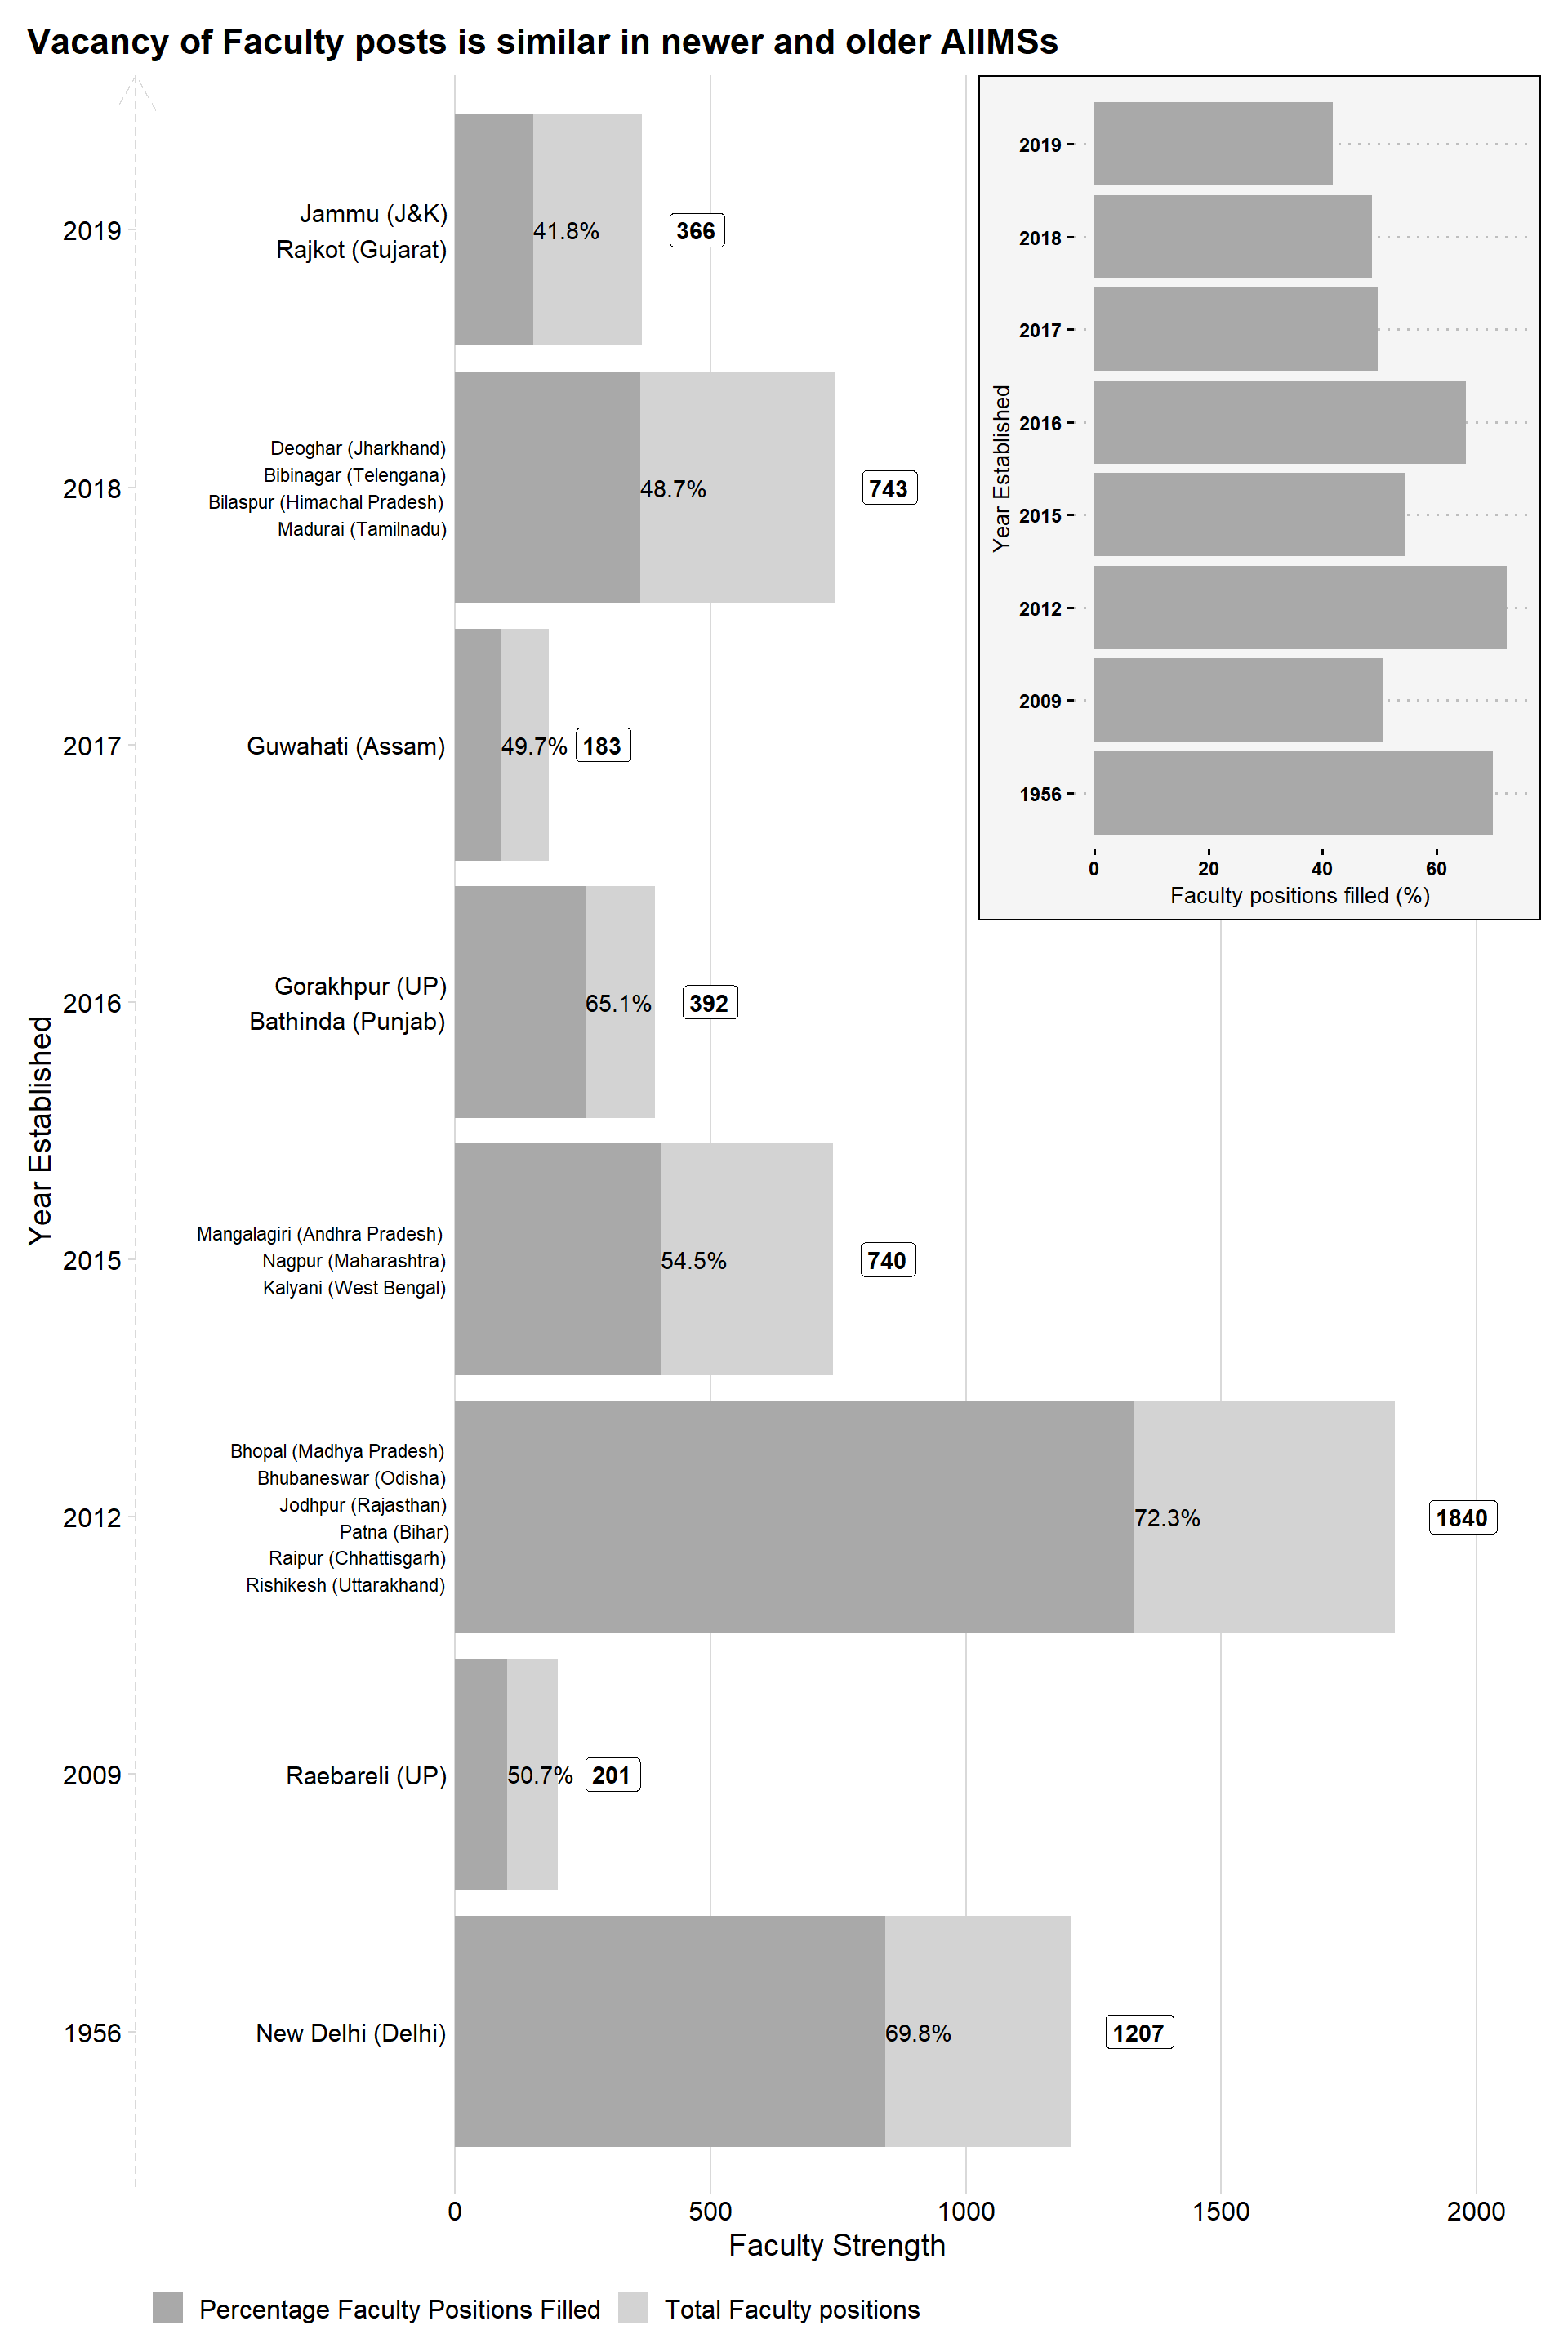 Vacancy of Faculty posts is similar in newer and older AIIMSs
Year Established
2019
Jammu (J&K)
Rajkot (Gujarat)
41.8%
366
2018
Deoghar (Jharkhand)
Bibinagar (Telengana)
Bilaspur (Himachal Pradesh)
Madurai (Tamilnadu)
48.7%
743
2017
Guwahati (Assam)
49.7%
183
2016
Gorakhpur (UP)
Bathinda (Punjab)
65.1%
392
2015
Mangalagiri (Andhra Pradesh)
Nagpur (Maharashtra)
Kalyani (West Bengal)
54.5%
740
2012
Bhopal (Madhya Pradesh)
Bhubaneswar (Odisha)
Jodhpur (Rajasthan)
Patna (Bihar)
Raipur (Chhattisgarh)
Rishikesh (Uttarakhand)
72.3%
1840
2009
Raebareli (UP)
50.7%
201
1956
New Delhi (Delhi)
69.8%
1207
0 500 1000 1500 2000
Faculty Strength
Percentage Faculty Positions Filled Total Faculty positions
Year Established
2019
2018
2017
2016
2015
2012
2009
1956
0 20 40 60
Faculty positions filled (%)